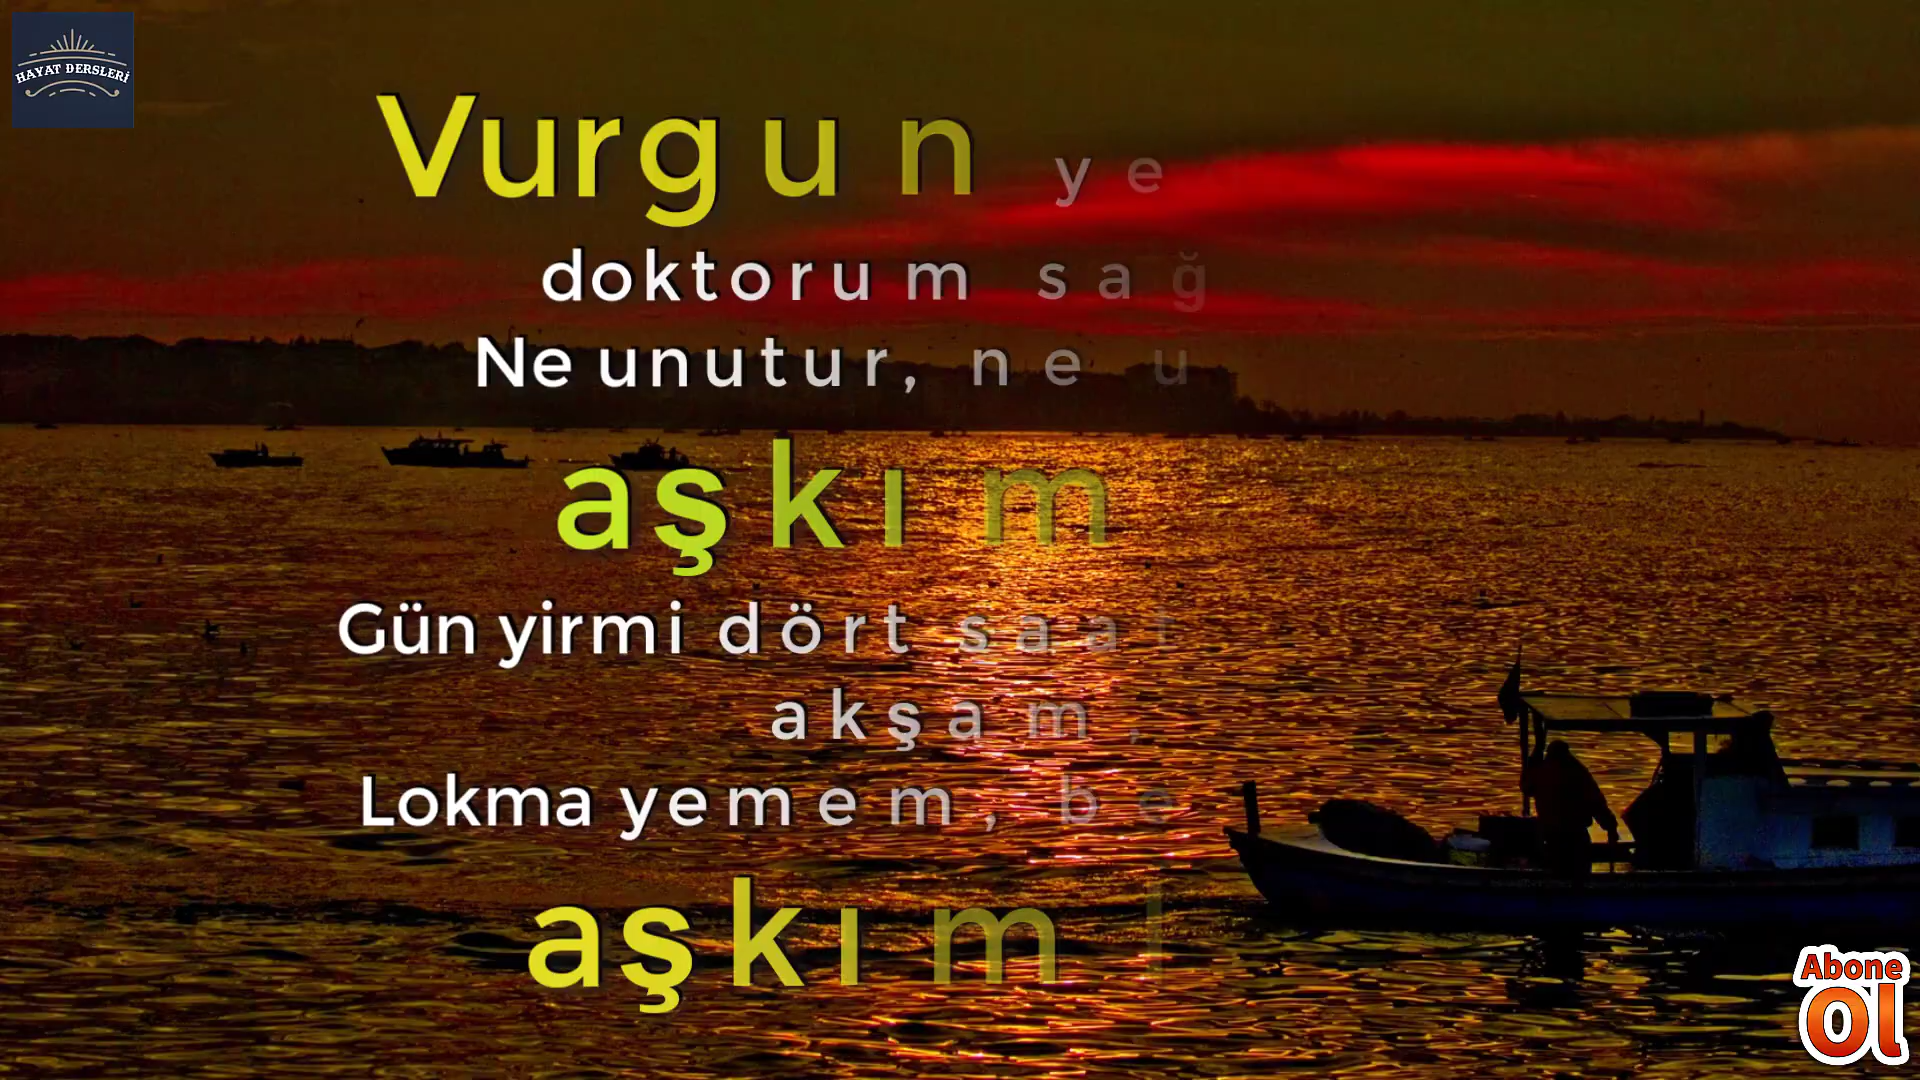 HAYAT DERSLERİ
Vurgun ye
doktorum sağ
Ne unutur, ne u
aşkım
Gün yirmi dört saat
akşam,
Lokma yemem, be
aşkım
Abone
Ol